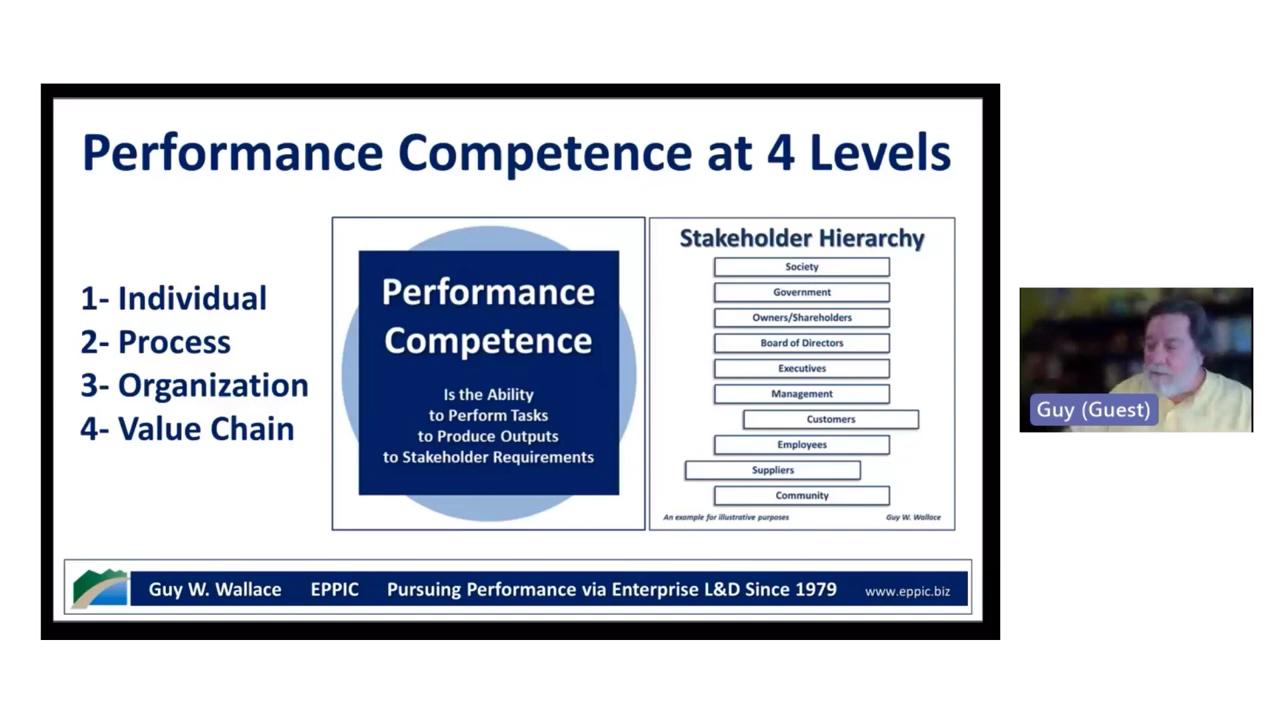 Performance Competence at 4 Levels
1- Individual
2- Process
3- Organization
4- Value Chain
Performance
Competence
Is the Ability
to Perform Tasks
to Produce Outputs
to Stakeholder Requirements
Stakeholder Hierarchy
Society
Government
Owners/Shareholders
Board of Directors
Executives
Management
Customers
Employees
Suppliers
Community
An example for illustrative purposes
Guy W. Wallace
Guy W. Wallace EPPIC Pursuing Performance via Enterprise L&D Since 1979 www.eppic.biz
Guy (Guest)